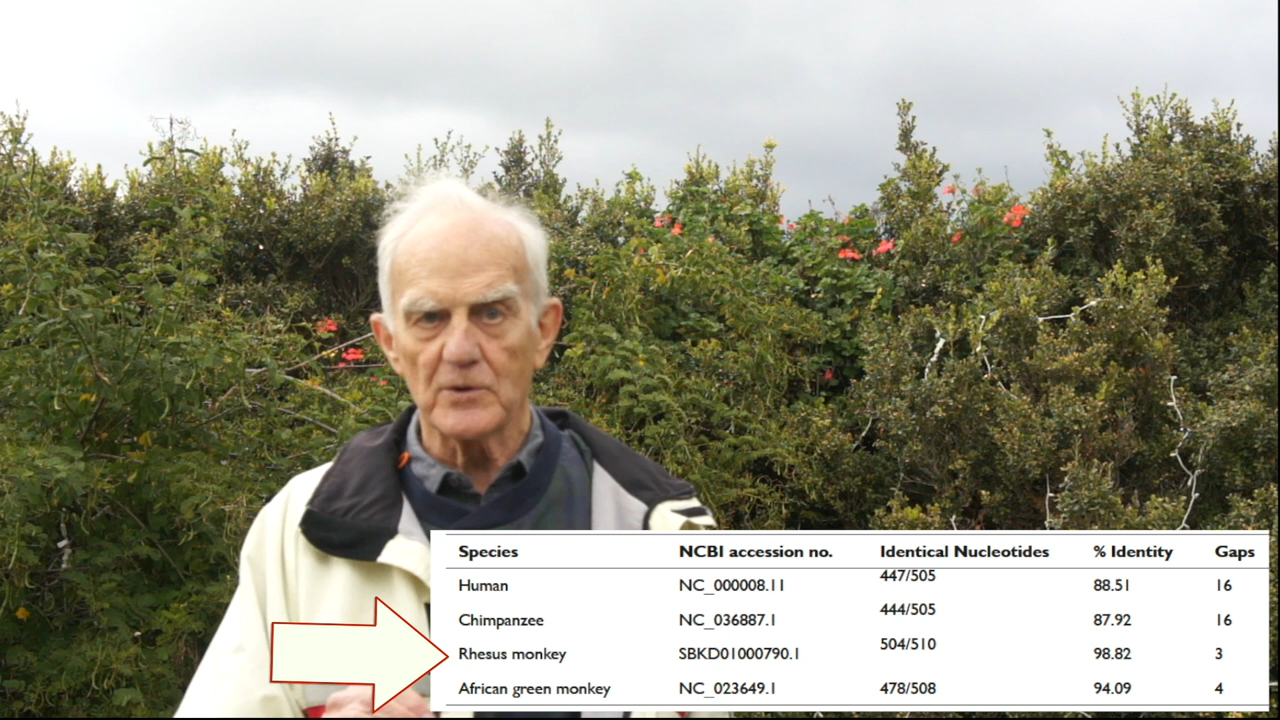 Species NCBI accession no. Identical Nucleotides % Identity Gaps
Human NC_000008.11 447/505 88.51 16
Chimpanzee NC_036887.1 444/505 87.92 16
Rhesus monkey SBKD01000790.1 504/510 98.82 3
African green monkey NC_023649.1 478/508 94.09 4